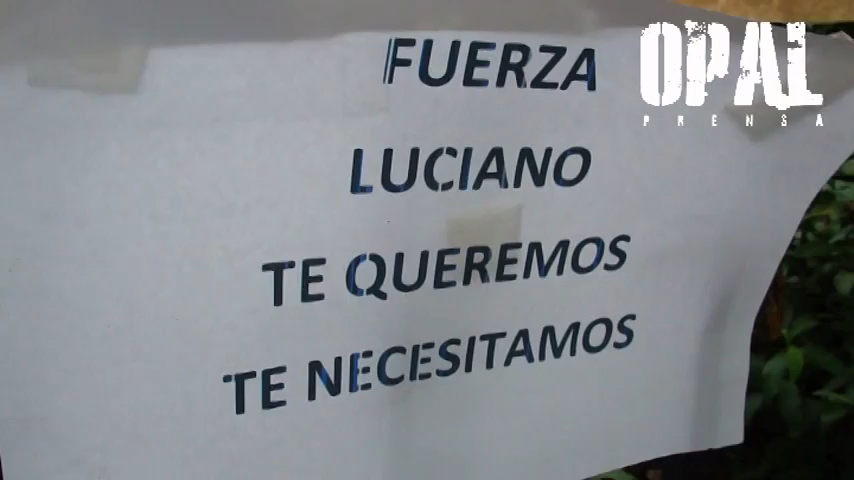 FUERZA
LUCIANO
TE QUEREMOS
TE NECESITAMOS
OPAL
PRENSA